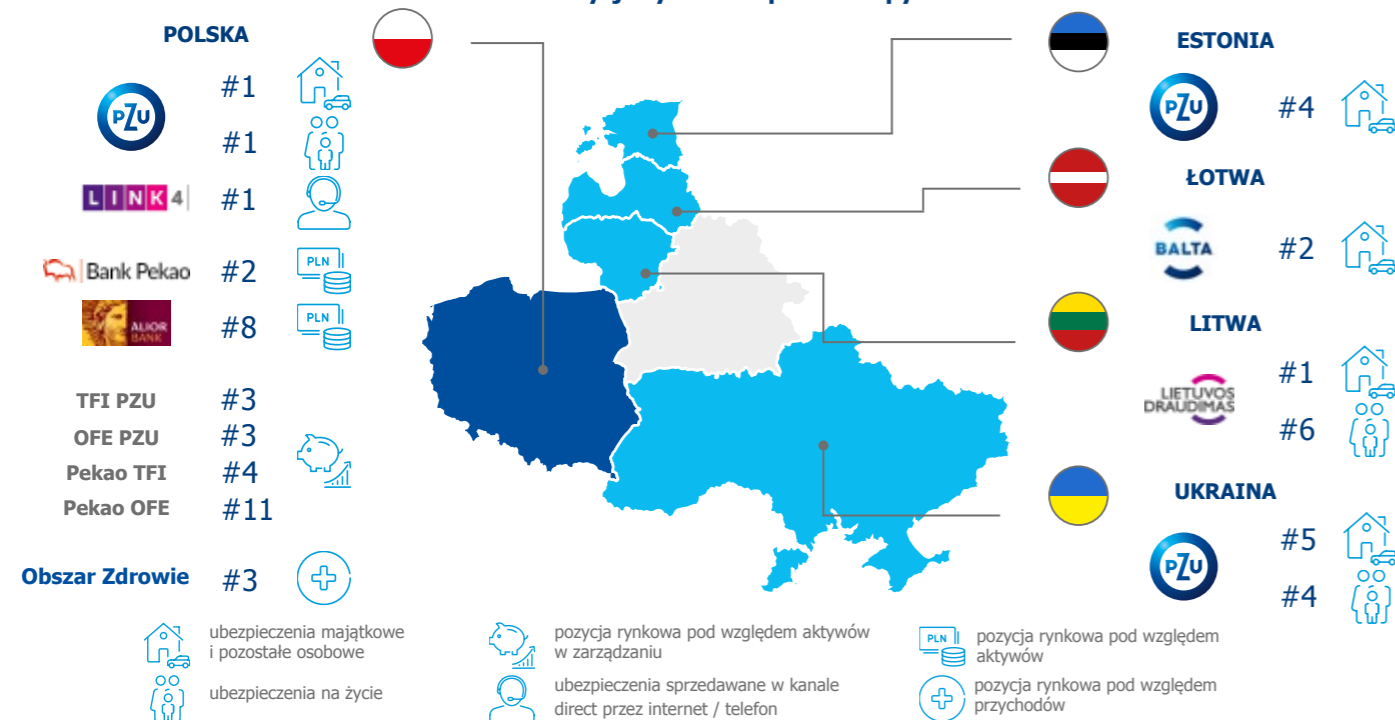 POLSKA
PZU
#1
#1
LINK4
#1
Bank Pekao
#2
PLN
ALIOR
BANK
#8
PLN
TFI PZU
#3
OFE PZU
#3
Pekao TFI
#4
Pekao OFE
#11
Obszar Zdrowie
#3
ESTONIA
PZU
#4
ŁOTWA
BALTA
#2
LITWA
LIETUVOS
DRAUDIMAS
#1
#6
UKRAINA
PZU
#5
#4
ubezpieczenia majątkowe
i pozostałe osobowe
ubezpieczenia na życie
pozycja rynkowa pod względem aktywów
w zarządzaniu
ubezpieczenia sprzedawane w kanale
direct przez internet / telefon
PLN
pozycja rynkowa pod względem
aktywów
pozycja rynkowa pod względem
przychodów